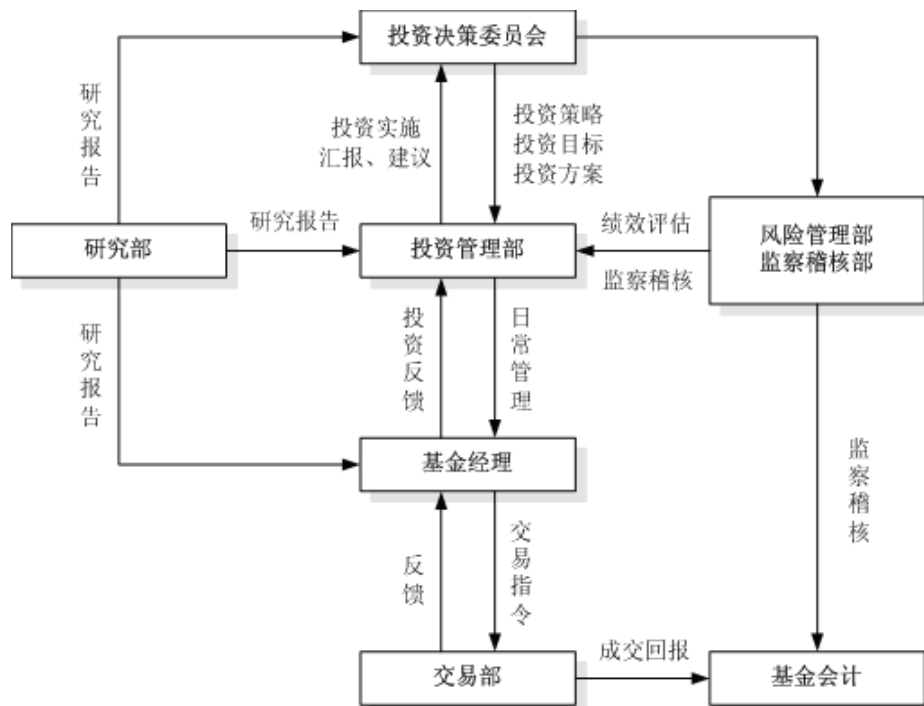 投资决策委员会
研究报告
投资实施
汇报、建议
投资策略
投资目标
投资方案
研究部
研究报告
投资管理部
绩效评估
监察稽核
风险管理部
监察稽核部
研究报告
投资反馈
日常管理
基金经理
监察稽核
反馈
交易指令
交易部
成交回报
基金会计